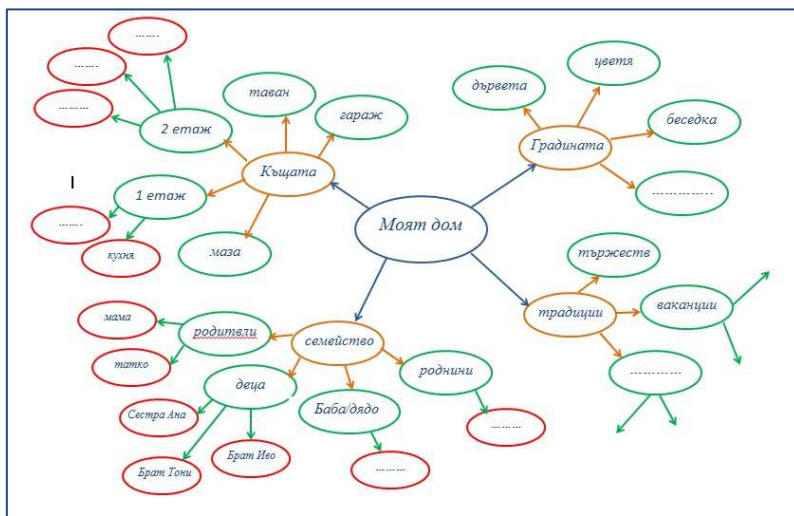 …….
…….
………
2 етаж
таван
гараж
Къщата
1 етаж
…….
кухня
маза
Моят дом
дървета
цветя
беседка
Градината
…………..
тържеств
ваканции
традиции
…………
мама
родитвли
татко
семейство
деца
Сестра Ана
Брат Тони
Брат Иво
Баба/дядо
………
роднини
………